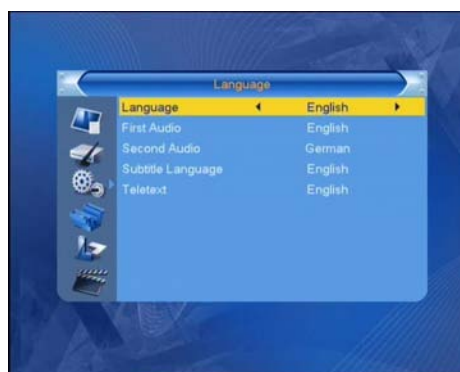 Language
Language English
First Audio English
Second Audio German
Subtitle Language English
Teletext English